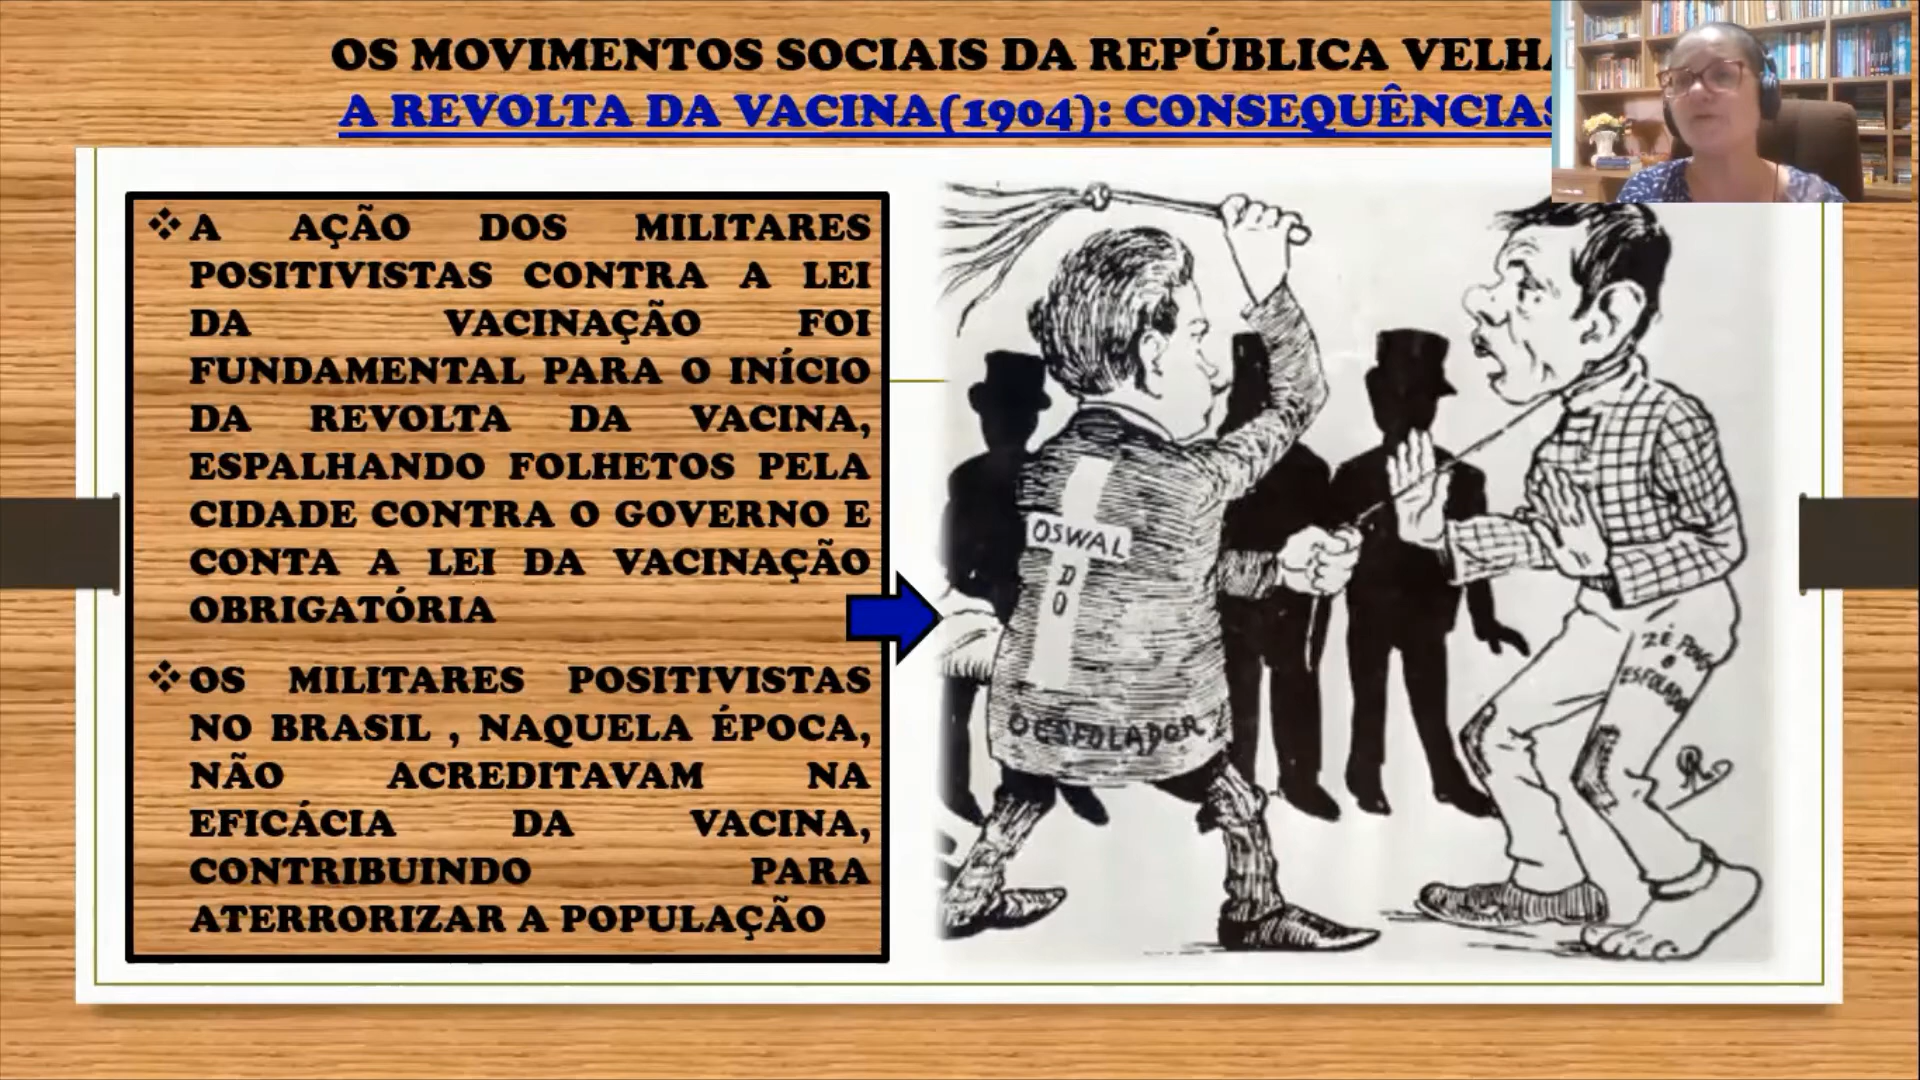 OS MOVIMENTOS SOCIAIS DA REPÚBLICA VELHA
A REVOLTA DA VACINA(1904): CONSEQUÊNCIAS
A AÇÃO DOS MILITARES
POSITIVISTAS CONTRA A LEI
DA VACINAÇÃO FOI
FUNDAMENTAL PARA O INÍCIO
DA REVOLTA DA VACINA,
ESPALHANDO FOLHETOS PELA
CIDADE CONTRA O GOVERNO E
CONTA A LEI DA VACINAÇÃO
OBRIGATÓRIA
OS MILITARES POSITIVISTAS
NO BRASIL , NAQUELA ÉPOCA,
NÃO ACREDITAVAM NA
EFICÁCIA DA VACINA,
CONTRIBUINDO PARA
ATERRORIZAR A POPULAÇÃO
OSWAL
D
O
O ESFOLADOR
ZÉ POVO
O
ESFOLADO